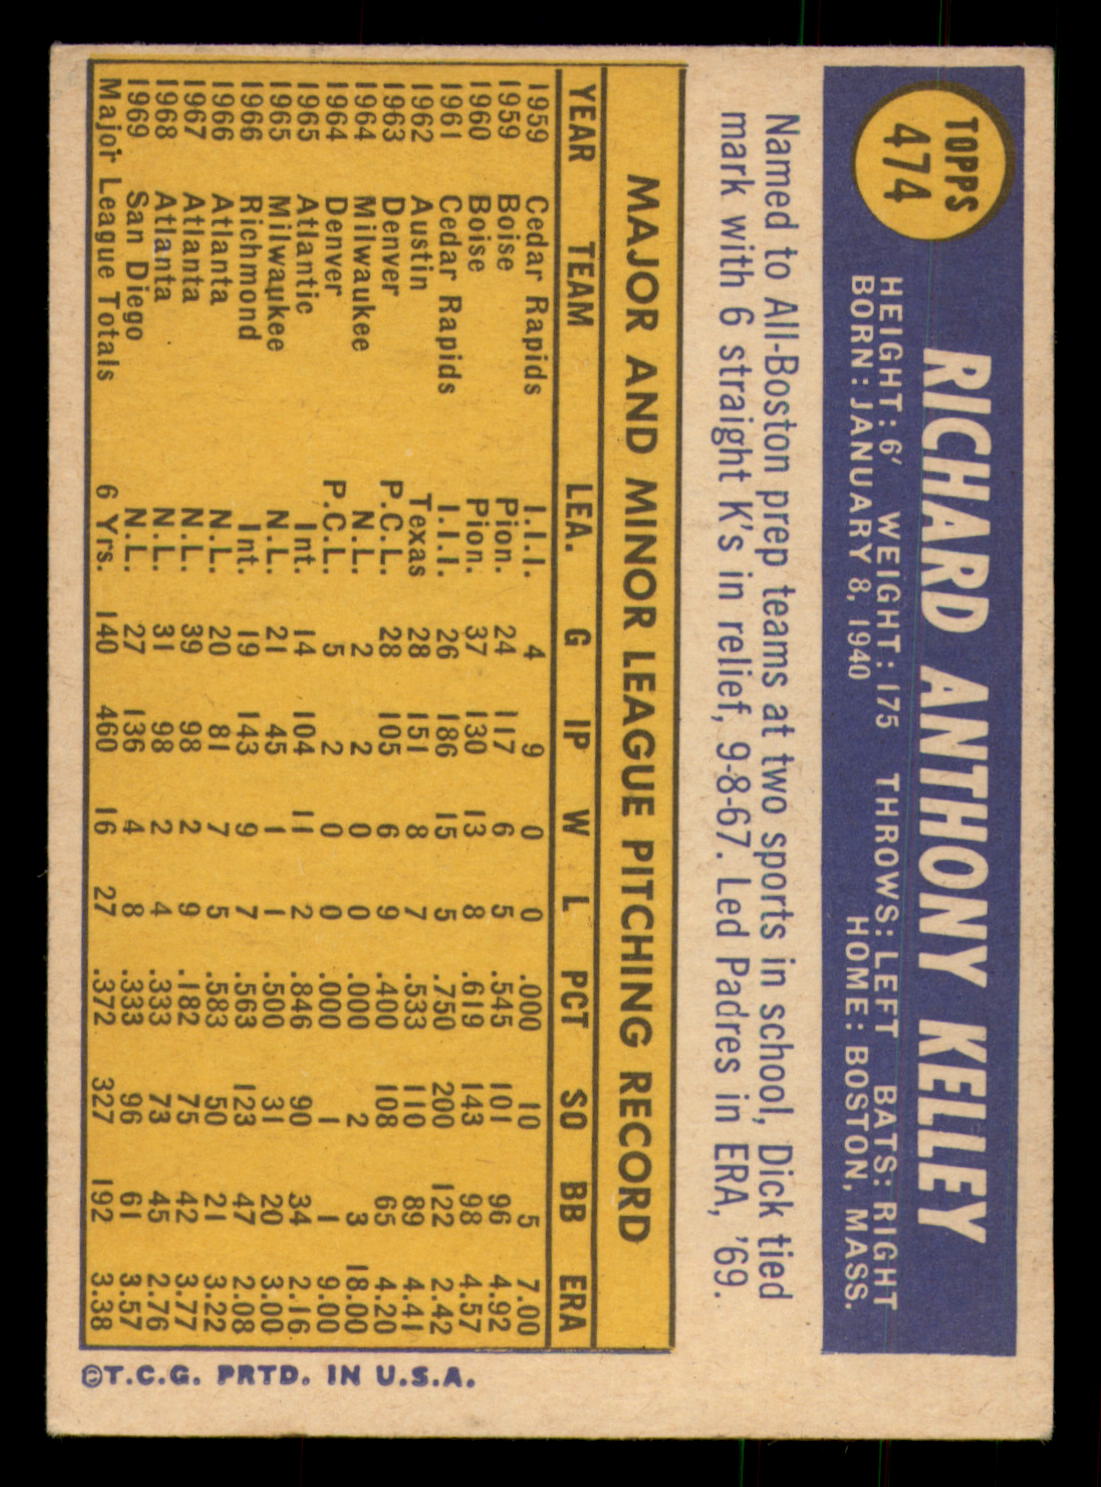 TOPPS
474
RICHARD ANTHONY KELLEY
HEIGHT: 6' WEIGHT: 175 THROWS: LEFT BATS: RIGHT
BORN: JANUARY 8, 1940 HOME: BOSTON, MASS.
Named to All-Boston prep teams at two sports in school, Dick tied
mark with 6 straight K's in relief, 9-8-67. Led Padres in ERA, '69.
MAJOR AND MINOR LEAGUE PITCHING RECORD
YEAR TEAM LEA. G IP W L PCT SO BB ERA
1959 Cedar Rapids I.I.I. 4 9 0 0 .000 10 5 7.00
1959 Boise Pion. 24 117 6 5 .545 101 96 4.92
1960 Boise Pion. 37 130 13 8 .619 143 98 4.57
1961 Cedar Rapids I.I.I. 26 186 15 5 .750 200 122 2.42
1962 Austin Texas 28 151 8 7 .533 110 89 4.41
1963 Denver P.C.L. 28 105 6 9 .400 108 65 4.20
1964 Milwaukee N.L. 2 2 0 0 .000 2 3 18.00
1964 Denver P.C.L. 5 2 0 0 .000 1 1 9.00
1965 Atlantic Int. 14 104 11 2 .846 90 34 2.16
1965 Milwaukee N.L. 21 45 1 1 .500 31 20 3.00
1966 Richmond Int. 19 143 9 7 .563 123 47 2.08
1966 Atlanta N.L. 20 81 7 5 .583 50 21 3.22
1967 Atlanta N.L. 39 98 2 9 .182 75 42 3.77
1968 Atlanta N.L. 31 98 2 4 .333 73 45 2.76
1969 San Diego N.L. 27 136 4 8 .333 96 61 3.57
Major League Totals 6 Yrs. 140 460 16 27 .372 327 192 3.38
©T.C.G. PRTD. IN U.S.A.